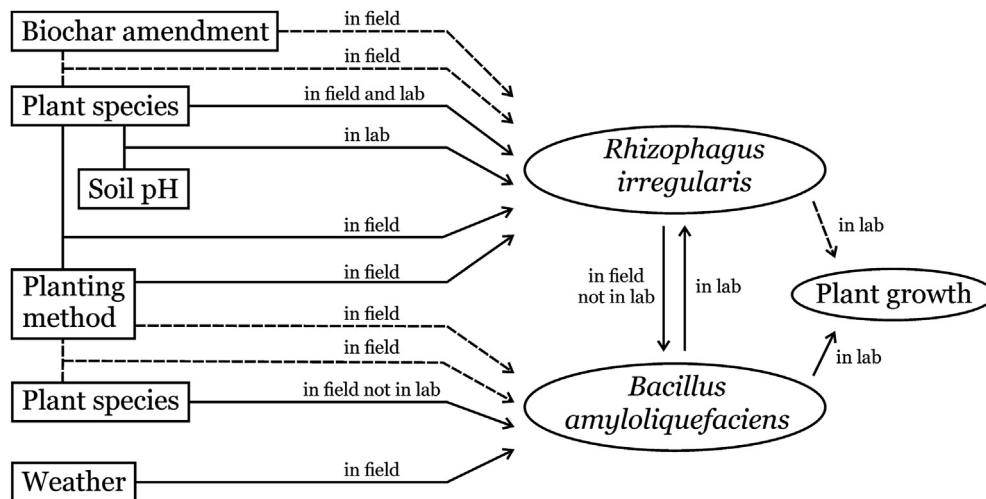 Biochar amendment
in field
in field
Plant species
in field and lab
in lab
Soil pH
Rhizophagus
irregularis
in field
in lab
Planting
method
in field
in field
not in lab
in lab
Plant growth
in field
in field
in lab
Plant species
in field not in lab
Bacillus
amyloliquefaciens
Weather
in field